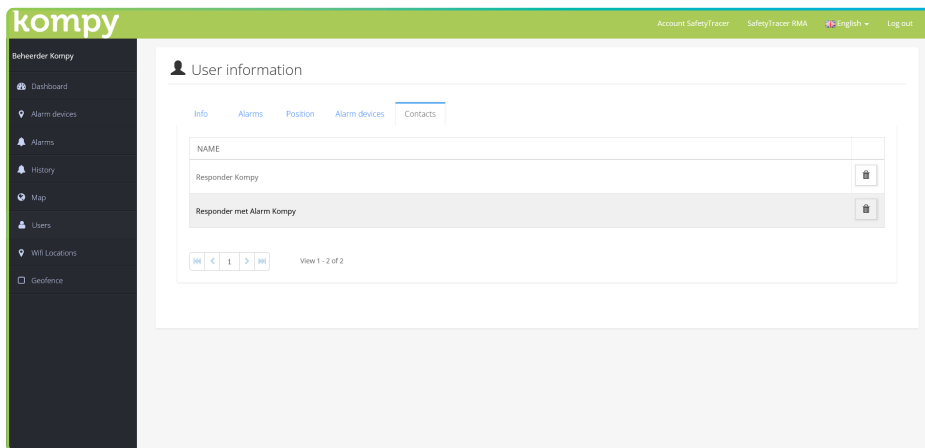 kompy
Account SafetyTracer SafetyTracer RMA English Log out
Beheerder Kompy
Dashboard
Alarm devices
Alarms
History
Map
Users
Wifi Locations
Geofence
User information
Info Alarms Position Alarm devices Contacts
NAME
Responder Kompy
Responder met Alarm Kompy
1 View 1 - 2 of 2